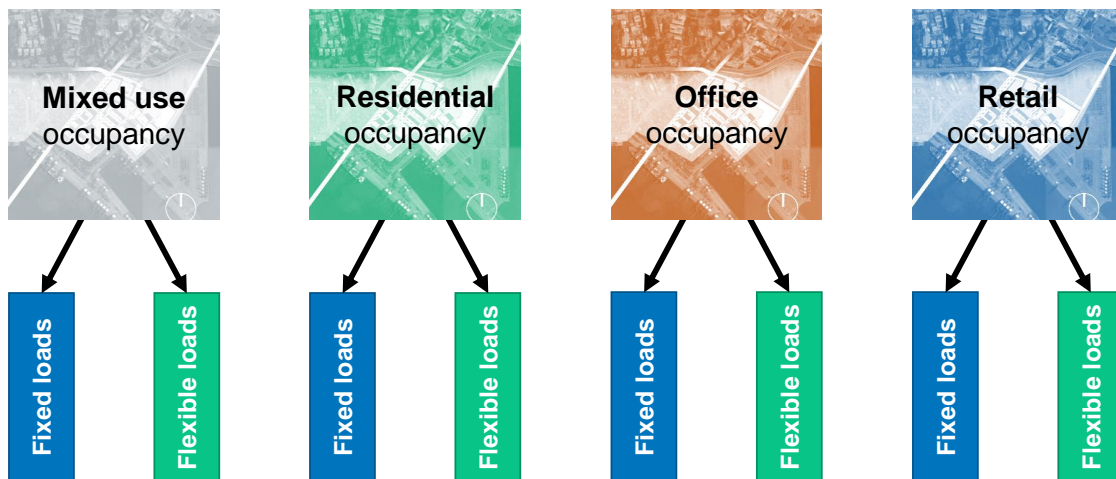 Mixed use
occupancy
Residential
occupancy
Office
occupancy
Retail
occupancy
Fixed loads
Flexible loads
Fixed loads
Flexible loads
Fixed loads
Flexible loads
Fixed loads
Flexible loads